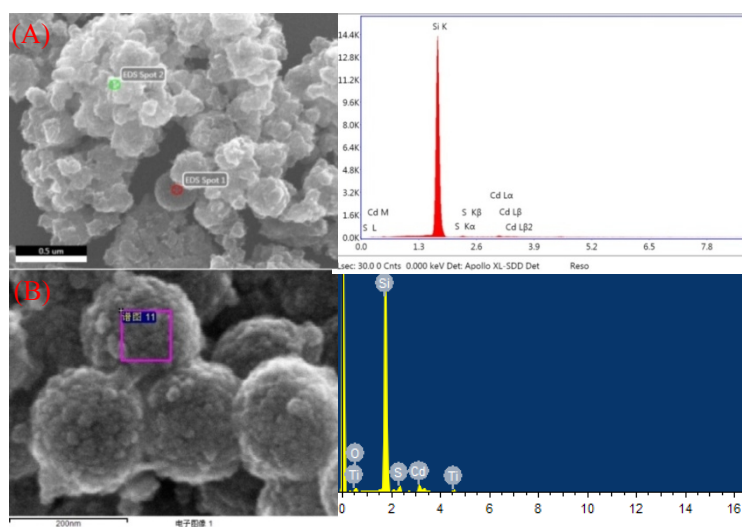 (A)
EDS Spot 2
EDS Spot 1
0.5 um
14.4K
12.8K
11.2K
9.6K
8.0K
6.4K
4.8K
3.2K
1.6K
0.0K
Si K
Cd M
S L
Cd Lα
S Kβ
Cd Lβ
S Kα
Cd Lβ2
0.0 1.3 2.6 3.9 5.2 6.5 7.8
Lsec: 30.0 0 Cnts 0.000 keV Det: Apollo XL-SDD Det Reso
(B)
谱图 11
200nm
电子图像 1
Si
O
Ti
S
Cd
Ti
0 2 4 6 8 10 12 14 16